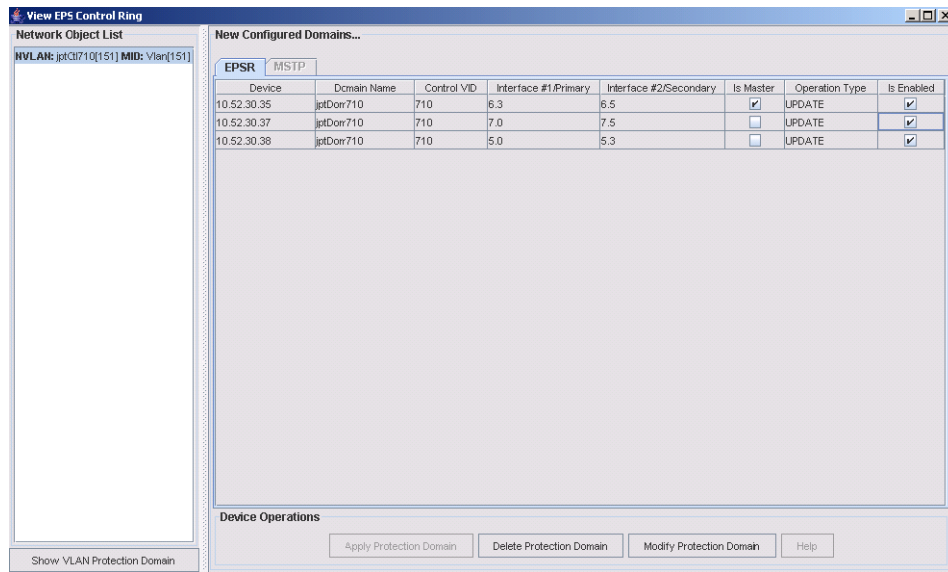 View EPS Control Ring
Network Object List
NVLAN: jptCtl710[151] MID: Vlan[151]
Show VLAN Protection Domain
New Configured Domains...
EPSR MSTP
Device Domain Name Control VID Interface #1/Primary Interface #2/Secondary Is Master Operation Type Is Enabled
10.52.30.35 jptDorr710 710 6.3 6.5 UPDATE
10.52.30.37 jptDorr710 710 7.0 7.5 UPDATE
10.52.30.38 jptDorr710 710 5.0 5.3 UPDATE
Device Operations
Apply Protection Domain Delete Protection Domain Modify Protection Domain Help